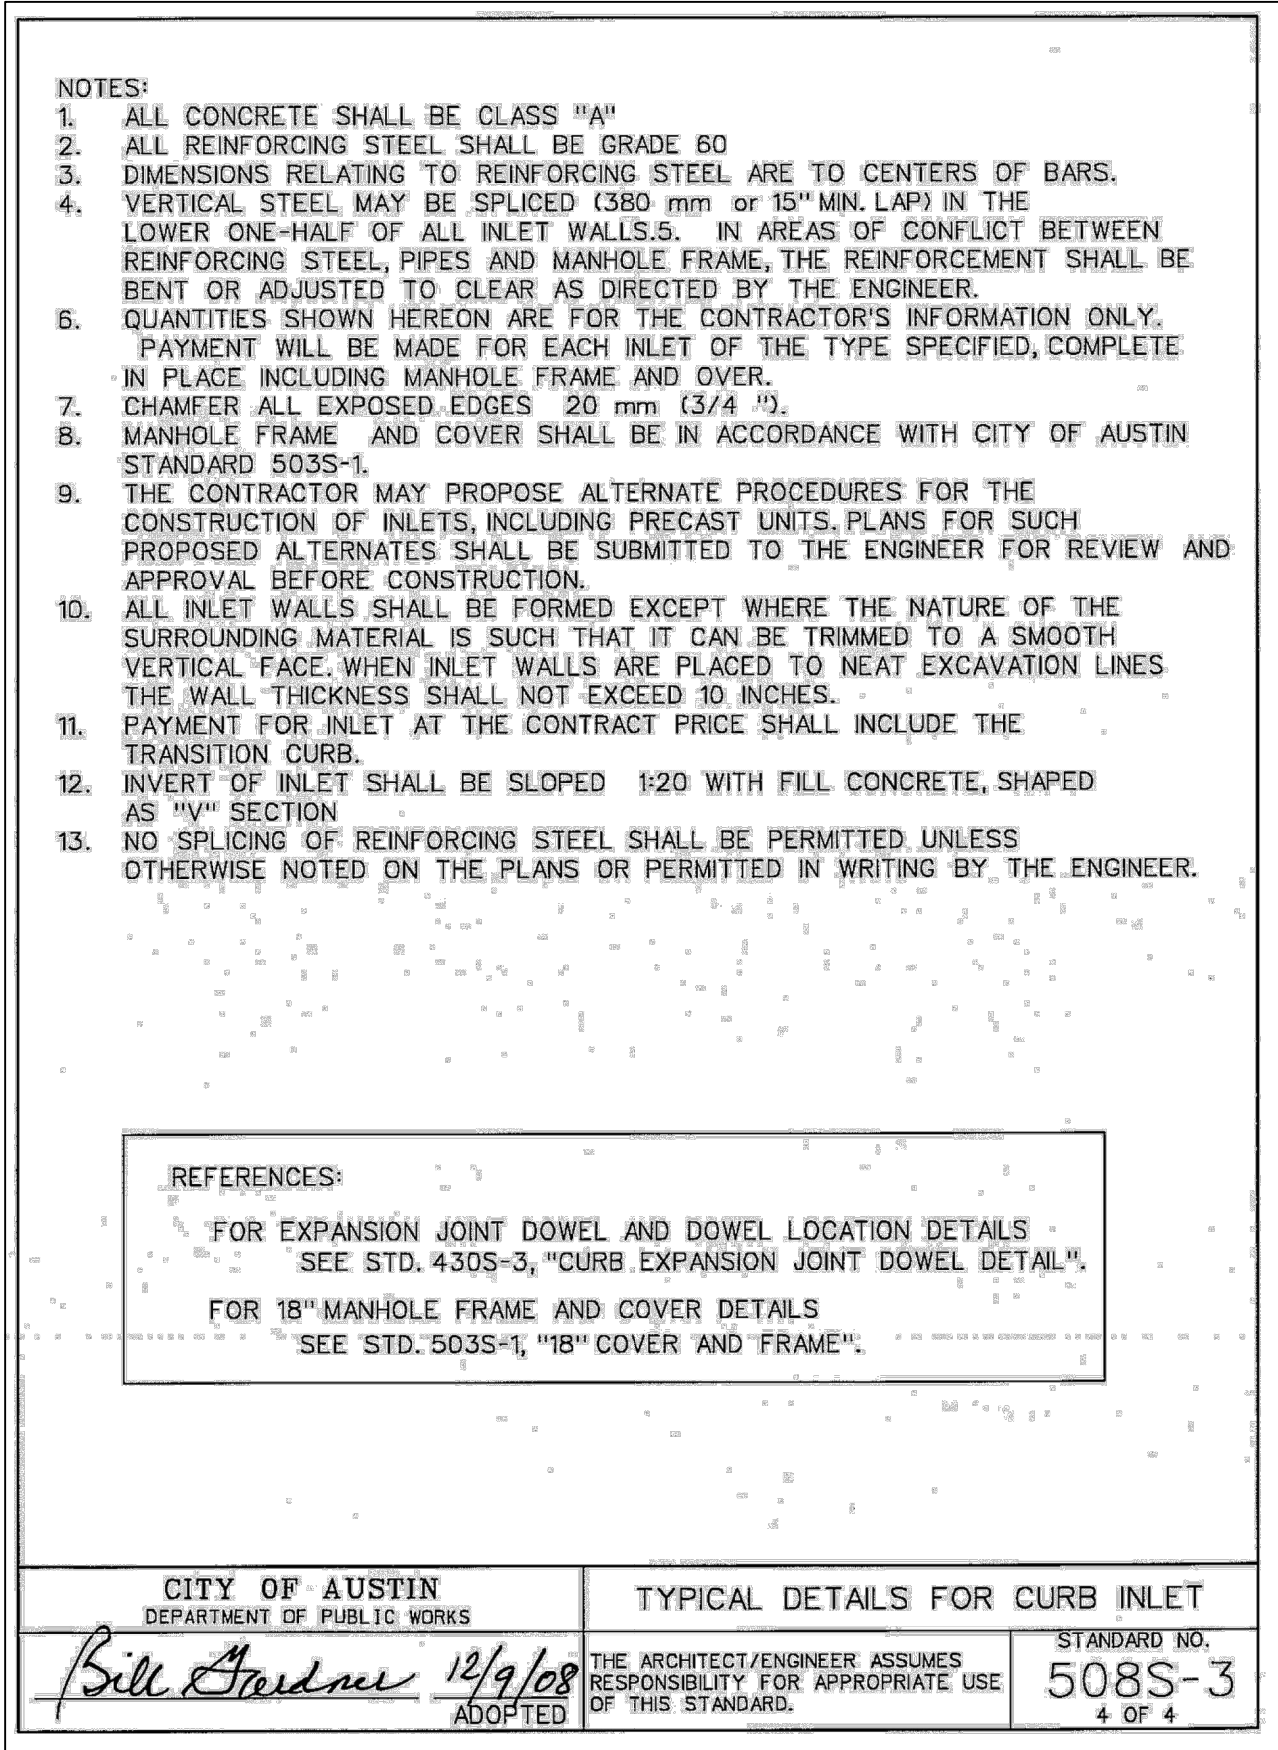 NOTES:
1. ALL CONCRETE SHALL BE CLASS "A"
2. ALL REINFORCING STEEL SHALL BE GRADE 60
3. DIMENSIONS RELATING TO REINFORCING STEEL ARE TO CENTERS OF BARS.
4. VERTICAL STEEL MAY BE SPLICED (380 mm or 15" MIN. LAP) IN THE
LOWER ONE-HALF OF ALL INLET WALLS.5. IN AREAS OF CONFLICT BETWEEN
REINFORCING STEEL, PIPES AND MANHOLE FRAME, THE REINFORCEMENT SHALL BE
BENT OR ADJUSTED TO CLEAR AS DIRECTED BY THE ENGINEER.
6. QUANTITIES SHOWN HEREON ARE FOR THE CONTRACTOR'S INFORMATION ONLY.
PAYMENT WILL BE MADE FOR EACH INLET OF THE TYPE SPECIFIED, COMPLETE
IN PLACE INCLUDING MANHOLE FRAME AND OVER.
7. CHAMFER ALL EXPOSED EDGES 20 mm (3/4 ").
8. MANHOLE FRAME AND COVER SHALL BE IN ACCORDANCE WITH CITY OF AUSTIN
STANDARD 503S-1.
9. THE CONTRACTOR MAY PROPOSE ALTERNATE PROCEDURES FOR THE
CONSTRUCTION OF INLETS, INCLUDING PRECAST UNITS. PLANS FOR SUCH
PROPOSED ALTERNATES SHALL BE SUBMITTED TO THE ENGINEER FOR REVIEW AND
APPROVAL BEFORE CONSTRUCTION.
10. ALL INLET WALLS SHALL BE FORMED EXCEPT WHERE THE NATURE OF THE
SURROUNDING MATERIAL IS SUCH THAT IT CAN BE TRIMMED TO A SMOOTH
VERTICAL FACE. WHEN INLET WALLS ARE PLACED TO NEAT EXCAVATION LINES
THE WALL THICKNESS SHALL NOT EXCEED 10 INCHES.
11. PAYMENT FOR INLET AT THE CONTRACT PRICE SHALL INCLUDE THE
TRANSITION CURB.
12. INVERT OF INLET SHALL BE SLOPED 1:20 WITH FILL CONCRETE, SHAPED
AS "V" SECTION
13. NO SPLICING OF REINFORCING STEEL SHALL BE PERMITTED UNLESS
OTHERWISE NOTED ON THE PLANS OR PERMITTED IN WRITING BY THE ENGINEER.
REFERENCES:
FOR EXPANSION JOINT DOWEL AND DOWEL LOCATION DETAILS
SEE STD. 430S-3, "CURB EXPANSION JOINT DOWEL DETAIL".
FOR 18" MANHOLE FRAME AND COVER DETAILS
SEE STD. 503S-1, "18" COVER AND FRAME".
CITY OF AUSTIN
DEPARTMENT OF PUBLIC WORKS
Bill Gardner 12/9/08
ADOPTED
TYPICAL DETAILS FOR CURB INLET
THE ARCHITECT/ENGINEER ASSUMES
RESPONSIBILITY FOR APPROPRIATE USE
OF THIS STANDARD.
STANDARD NO.
508S-3
4 OF 4